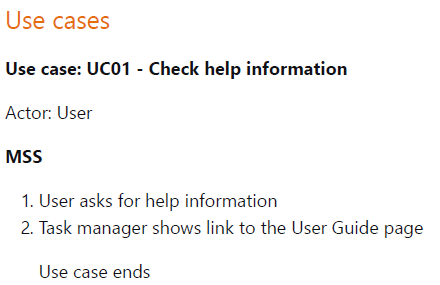 Use cases
Use case: UC01 - Check help information
Actor: User
MSS
1. User asks for help information
2. Task manager shows link to the User Guide page
Use case ends